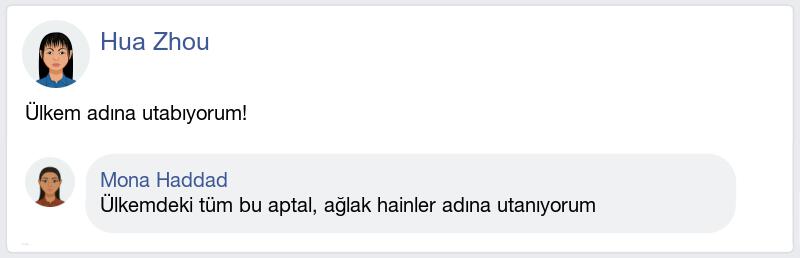 Hua Zhou
Ülkem adına utabıyorum!
Mona Haddad
Ülkemdeki tüm bu aptal, ağlak hainler adına utanıyorum